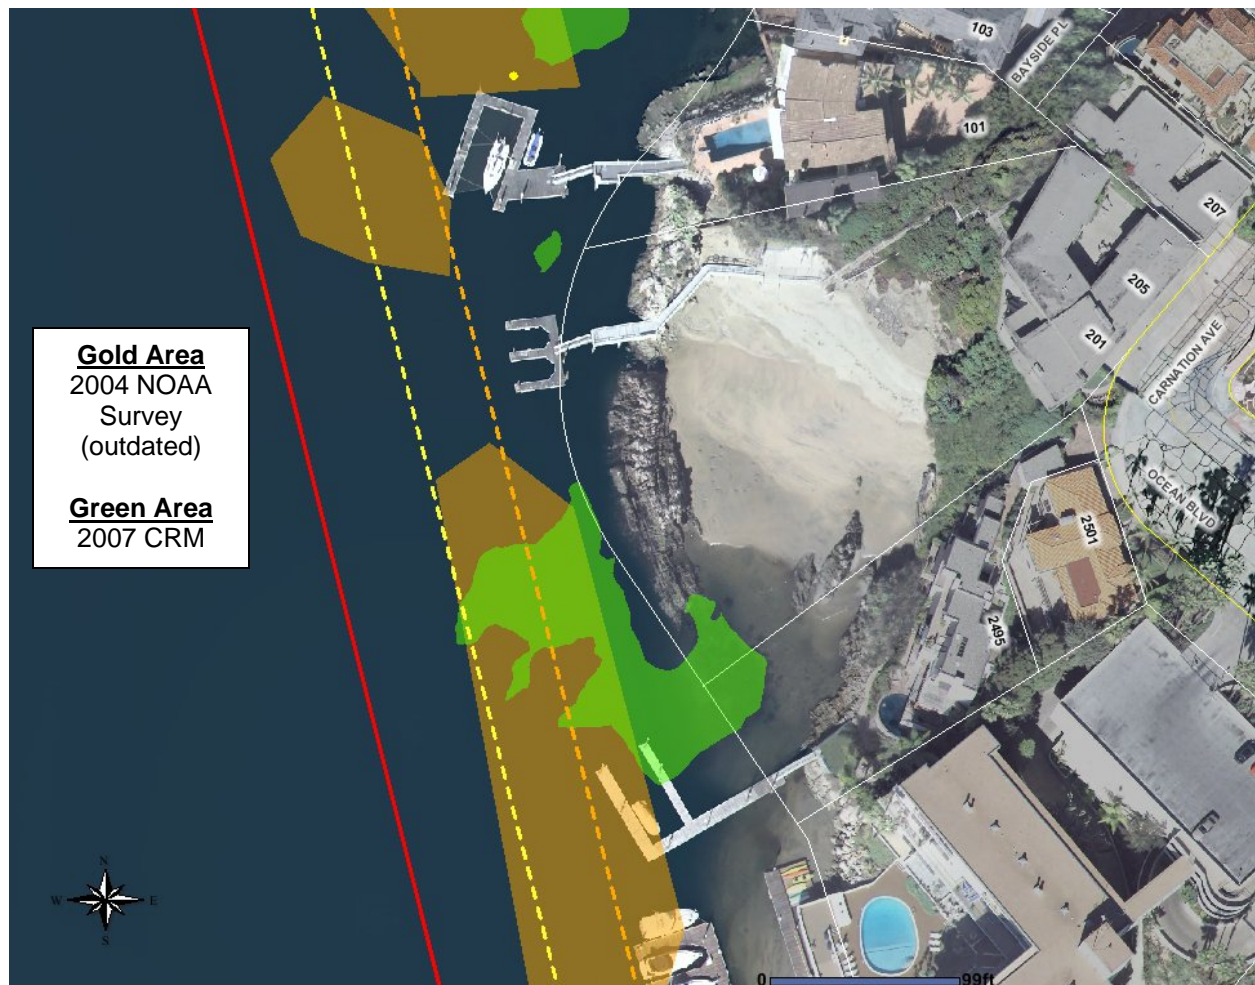 103
BAYSIDE PL
101
207
205
201
CARNATION AVE
Gold Area
2004 NOAA
Survey
(outdated)
Green Area
2007 CRM
OCEAN BLVD
2501
2495
N
W E
S
0 99ft